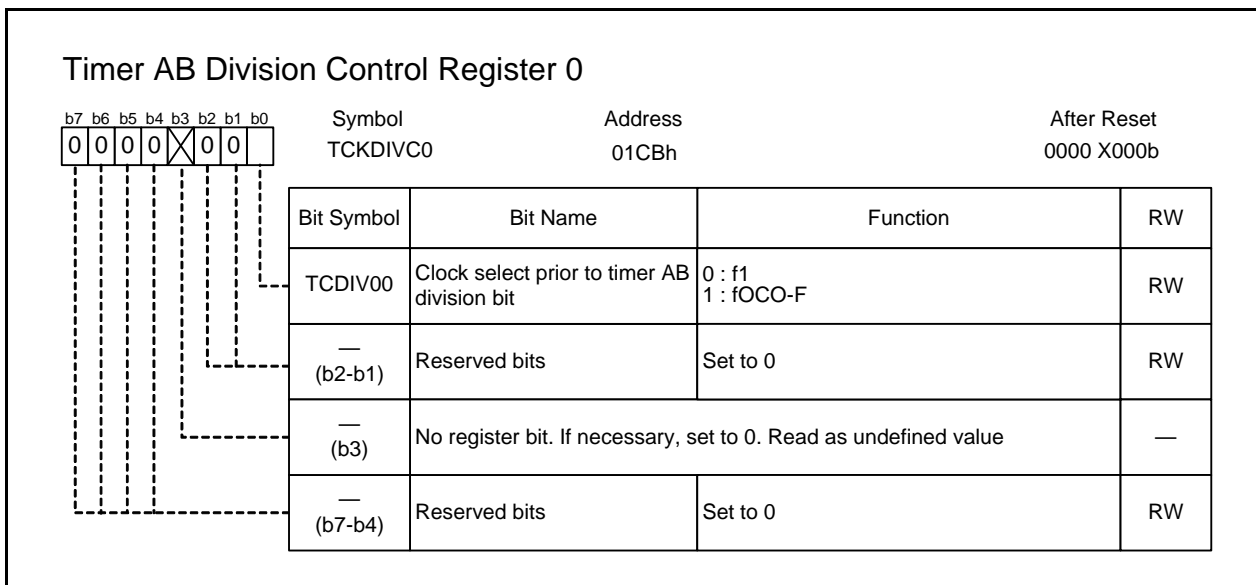 Timer AB Division Control Register 0
b7 b6 b5 b4 b3 b2 b1 b0
Symbol Address After Reset
0 0 0 0 X 0 0
TCKDIVC0 01CBh 0000 X000b
Bit Symbol Bit Name Function RW
TCDIV00 Clock select prior to timer AB division bit 0 : f1
1 : fOCO-F RW
—
(b2-b1) Reserved bits Set to 0 RW
—
(b3) No register bit. If necessary, set to 0. Read as undefined value —
—
(b7-b4) Reserved bits Set to 0 RW